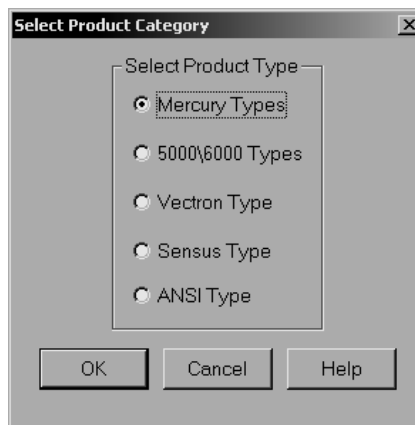 Select Product Category
Select Product Type
Mercury Types
5000\6000 Types
Vectron Type
Sensus Type
ANSI Type
OK Cancel Help